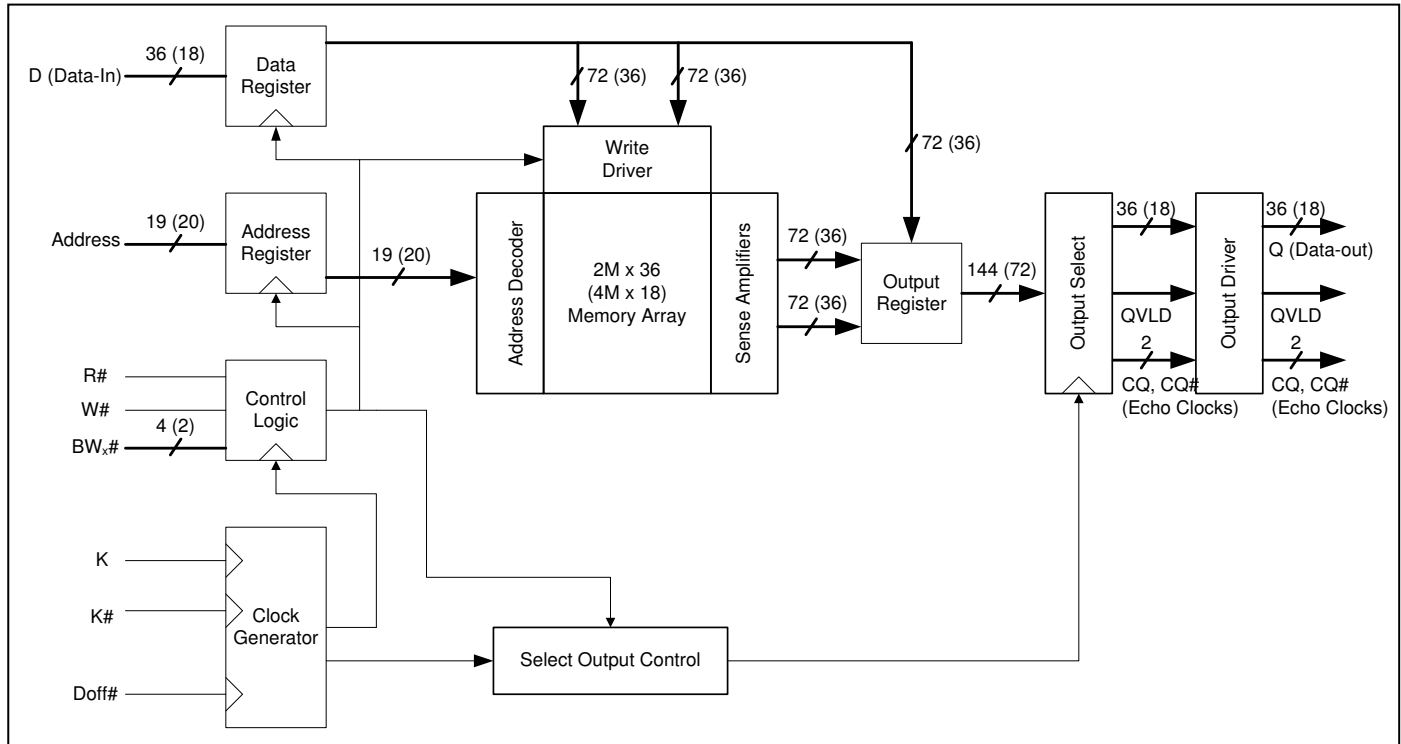 36 (18)
D (Data-In)
Data
Register
72 (36)
72 (36)
72 (36)
Write
Driver
19 (20)
Address
Address
Register
19 (20)
Address Decoder
2M x 36
(4M x 18)
Memory Array
Sense Amplifiers
72 (36)
72 (36)
Output
Register
144 (72)
Output Select
36 (18)
QVLD
2
CQ, CQ#
(Echo Clocks)
Output Driver
36 (18)
Q (Data-out)
QVLD
2
CQ, CQ#
(Echo Clocks)
R#
W#
4 (2)
BWx#
Control
Logic
K
K#
Doff#
Clock
Generator
Select Output Control